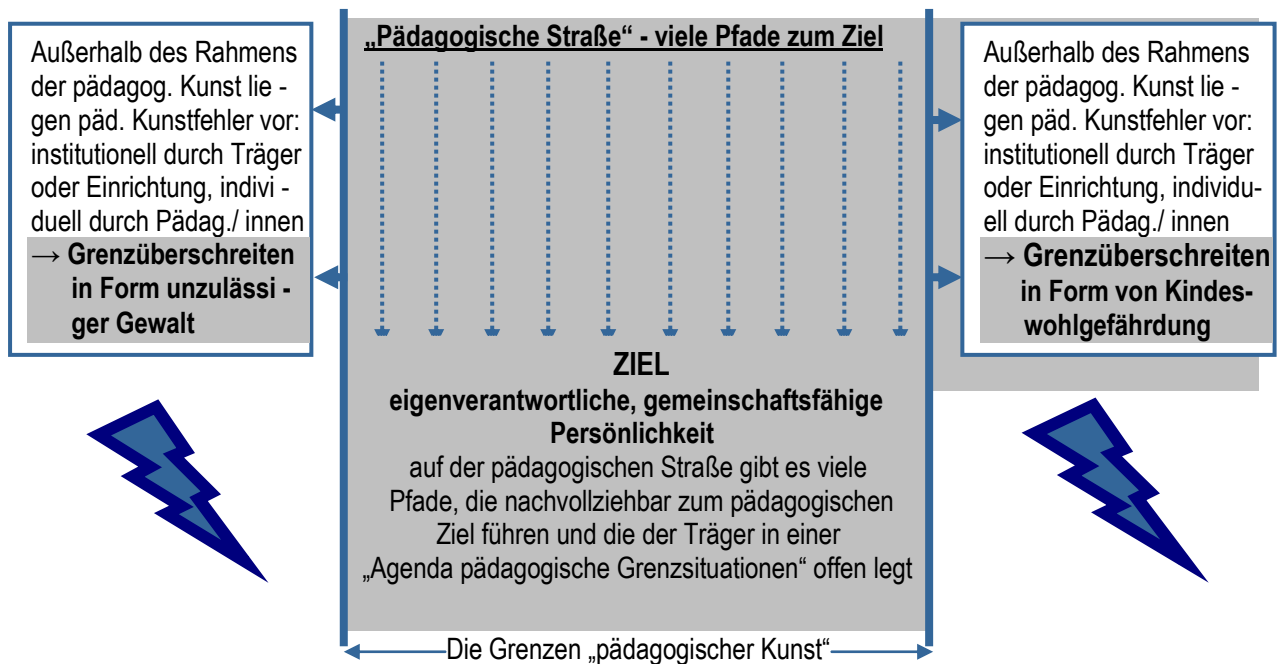 „Pädagogische Straße“ - viele Pfade zum Ziel
Außerhalb des Rahmens
der pädagog. Kunst lie -
gen päd. Kunstfehler vor:
institutionell durch Träger
oder Einrichtung, indivi -
duell durch Pädag./ innen
→ Grenzüberschreiten
in Form unzulässi -
ger Gewalt
Außerhalb des Rahmens
der pädagog. Kunst lie -
gen päd. Kunstfehler vor:
institutionell durch Träger
oder Einrichtung, individu-
ell durch Pädag./ innen
→ Grenzüberschreiten
in Form von Kindes-
wohlgefährdung
ZIEL
eigenverantwortliche, gemeinschaftsfähige
Persönlichkeit
auf der pädagogischen Straße gibt es viele
Pfade, die nachvollziehbar zum pädagogischen
Ziel führen und die der Träger in einer
„Agenda pädagogische Grenzsituationen“ offen legt
Die Grenzen „pädagogischer Kunst“